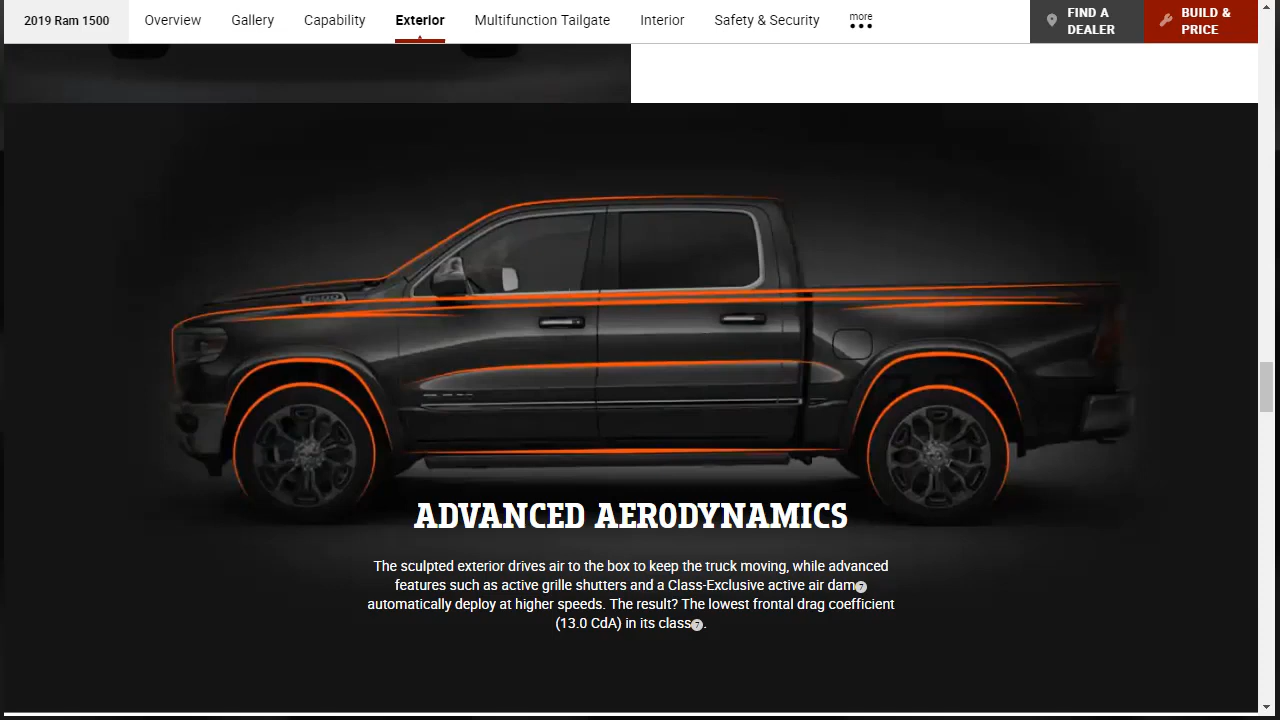 2019 Ram 1500 Overview Gallery Capability Exterior Multifunction Tailgate Interior Safety & Security more FIND A DEALER BUILD & PRICE
ADVANCED AERODYNAMICS
The sculpted exterior drives air to the box to keep the truck moving, while advanced
features such as active grille shutters and a Class-Exclusive active air dam?
automatically deploy at higher speeds. The result? The lowest frontal drag coefficient
(13.0 CdA) in its class?.